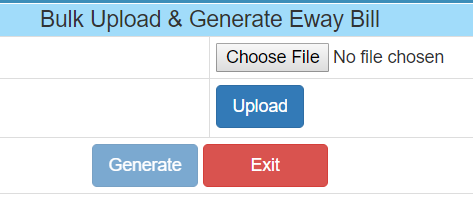 Bulk Upload & Generate Eway Bill
Choose File No file chosen
Upload
Generate Exit